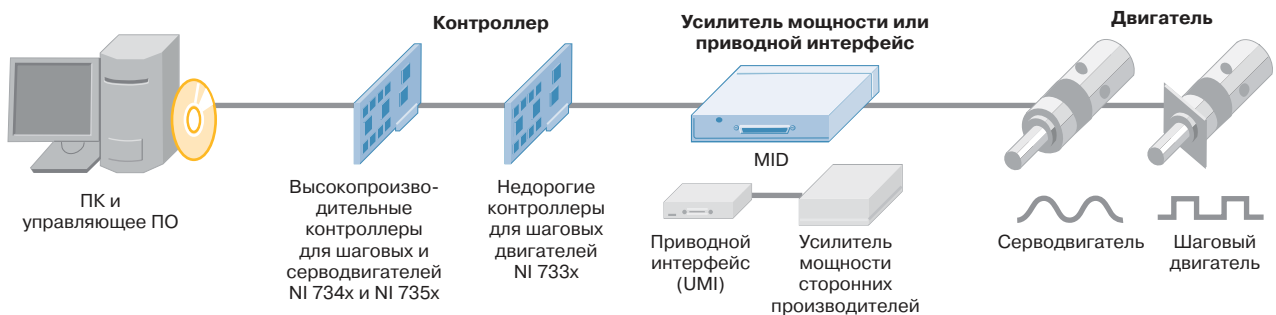 Контроллер
Усилитель мощности или
приводной интерфейс
Двигатель
ПК и
управляющее ПО
Высокопроизво-
дительные
контроллеры
для шаговых и
серводвигателей
NI 734x и NI 735x
Недорогие
контроллеры
для шаговых
двигателей
NI 733x
MID
Приводной
интерфейс
(UMI)
Усилитель
мощности
сторонних
производителей
Серводвигатель
Шаговый
двигатель